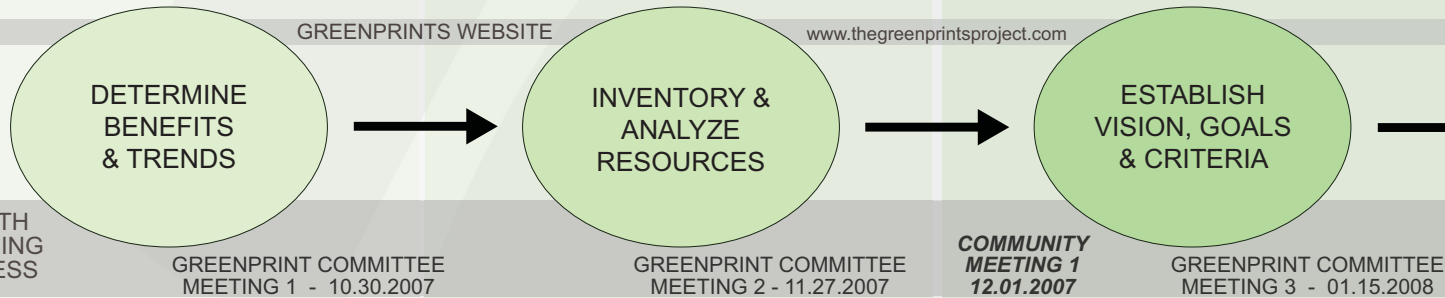 GREENPRINTS WEBSITE
www.thegreenprintsproject.com
DETERMINE
BENEFITS
& TRENDS
INVENTORY &
ANALYZE
RESOURCES
ESTABLISH
VISION, GOALS
& CRITERIA
GREENPRINT COMMITTEE
MEETING 1 - 10.30.2007
GREENPRINT COMMITTEE
MEETING 2 - 11.27.2007
COMMUNITY
MEETING 1
12.01.2007
GREENPRINT COMMITTEE
MEETING 3 - 01.15.2008